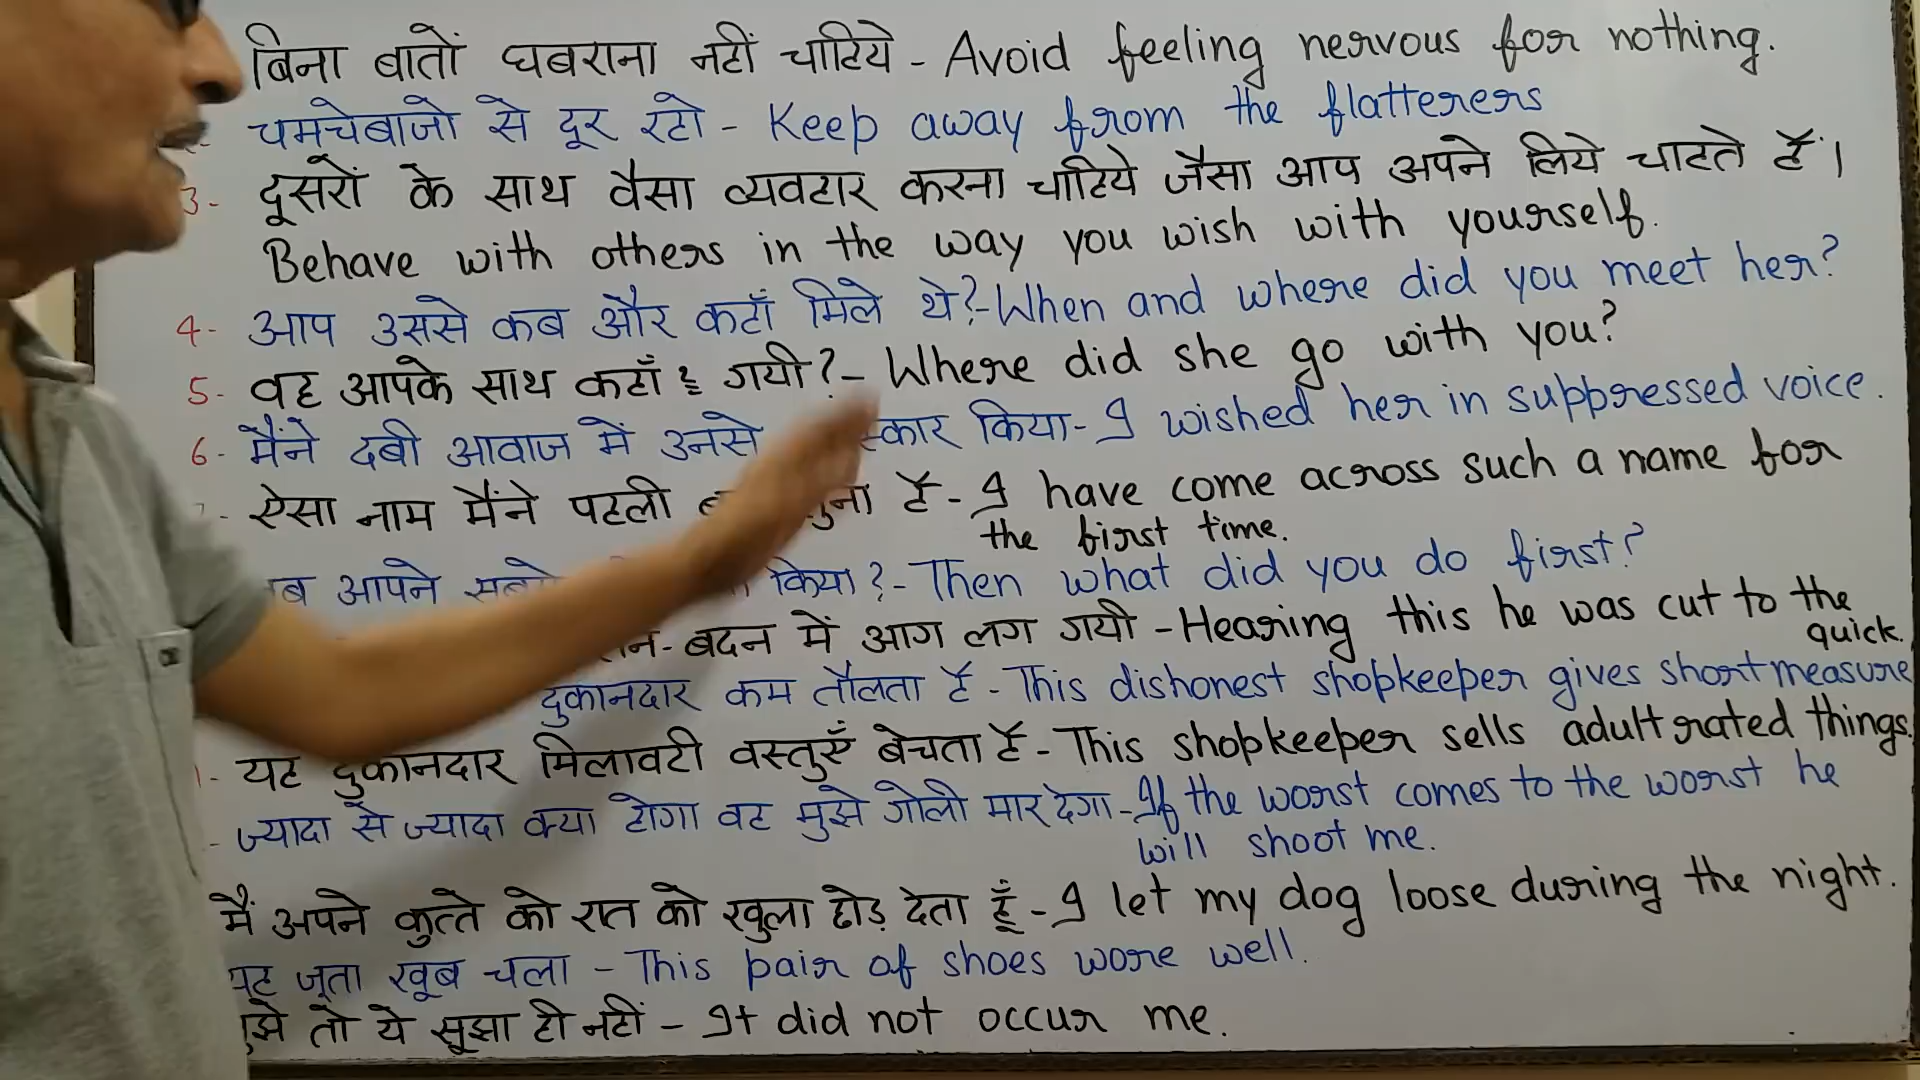 बिना बातों घबराना नहीं चाहिये - Avoid feeling nervous for nothing.
चमचेबाजो से दूर रहो - Keep away from the flatterers
3- दूसरों के साथ वैसा व्यवहार करना चाहिये जैसा आप अपने लिये चाहते हैं।
Behave with others in the way you wish with yourself.
4- आप उससे कब और कहाँ मिले थे? - When and where did you meet her?
5- वह आपके साथ कहाँ गयी? - Where did she go with you?
6- मैंने दबी आवाज में उनसे किया - I wished her in suppressed voice.
ऐसा नाम मैंने पहली है - I have come across such a name for
the first time.
आपने किया? - Then what did you do first?
बदन में आग लग गयी - Hearing this he was cut to the
quick.
दुकानदार कम तौलता है - This dishonest shopkeeper gives short measure
यह दुकानदार मिलावटी वस्तुएँ बेचता है - This shopkeeper sells adultrated things.
ज्यादा से ज्यादा क्या होगा वह मुझे गोली मार देगा - If the worst comes to the worst he
will shoot me.
मैं अपने कुत्ते को रात को खुला छोड़ देता हूँ - I let my dog loose during the night.
यह जूता खूब चला - This pair of shoes wore well.
तो ये सूझा ही नहीं - It did not occur me.